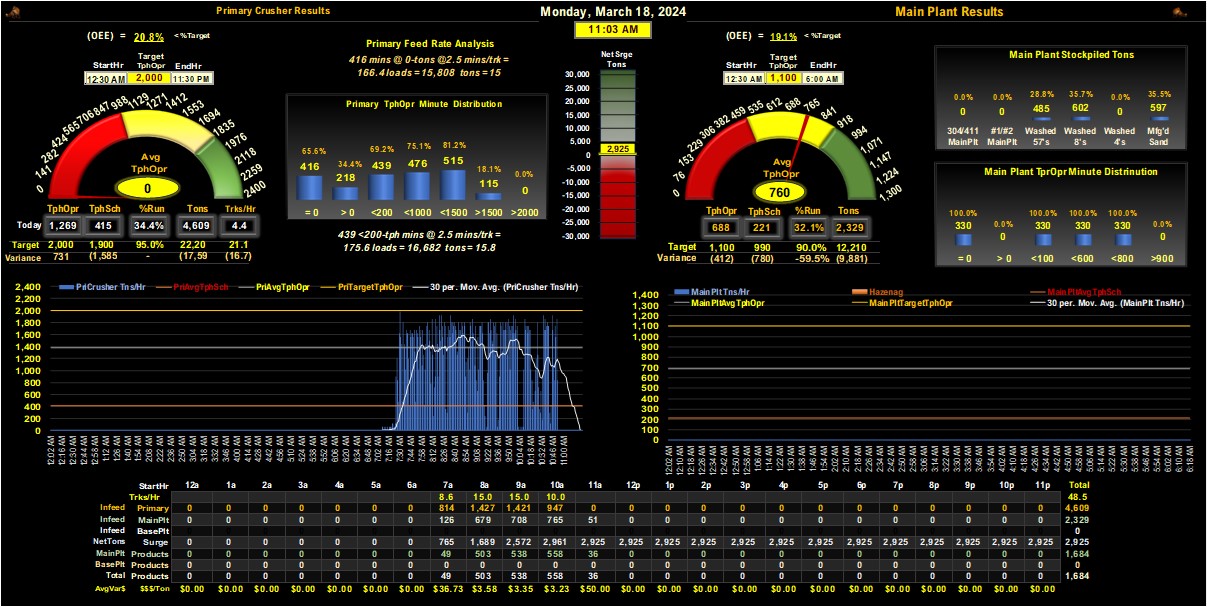 Primary Crusher Results
Monday, March 18, 2024
Main Plant Results
11:03 AM
(OEE) = 20.8% < %Target
StartHr Target TphOpr EndHr
12:30 AM 2,000 11:30 PM
0 141 282 424 565 706 847 988 1129 1271 1412 1553 1694 1835 1976 2118 2259 2400
Avg
TphOpr
0
TphOpr TphSch %Run Tons Trks/Hr
Today 1,269 415 34.4% 4,609 4.4
Target 2,000 1,900 95.0% 22,20 21.1
Variance 731 (1,585 - (17,59 (16.7)
Primary Feed Rate Analysis
416 mins @ 0-tons @2.5 mins/trk =
166.4 loads = 15,808 tons = 15
Primary TphOpr Minute Distribution
65.6% 34.4% 69.2% 75.1% 81.2% 18.1% 0.0%
416 218 439 476 515 115 0
= 0 > 0 <200 <1000 <1500 >1500 >2000
439 <200-tph mins @ 2.5 mins/trk =
175.6 loads = 16,682 tons = 15.8
Net Srge
Tons
30,000
25,000
20,000
15,000
10,000
5,000
2,925
0
-5,000
-10,000
-15,000
-20,000
-25,000
-30,000
(OEE) = 19.1% < %Target
StartHr Target TphOpr EndHr
12:30 AM 1,100 6:00 AM
0 76 153 229 306 382 459 535 612 688 765 841 918 994 1,071 1,147 1,224 1,300
Avg
TphOpr
760
TphOpr TphSch %Run Tons
688 221 32.1% 2,329
Target 1,100 990 90.0% 12,210
Variance (412) (780) -59.5% (9,881)
Main Plant Stockpiled Tons
0.0% 0.0% 28.8% 35.7% 0.0% 35.5%
0 0 485 602 0 597
304/411 #1/#2 Washed Washed Washed Mfg'd
MainPlt MainPlt 57's 8's 4's Sand
Main Plant TprOpr Minute Distrinution
100.0% 0.0% 100.0% 100.0% 100.0% 0.0%
330 0 330 330 330 0
= 0 > 0 <100 <600 <800 >900
PriCrusher Tns/Hr PriAvgTphSch PriAvgTphOpr PriTargetTphOpr 30 per. Mov. Avg. (PriCrusher Tns/Hr)
2,400
2,200
2,000
1,800
1,600
1,400
1,200
1,000
800
600
400
200
0
12:02 AM 12:16 AM 12:30 AM 12:44 AM 12:58 AM 1:12 AM 1:26 AM 1:40 AM 1:54 AM 2:08 AM 2:22 AM 2:36 AM 2:50 AM 3:04 AM 3:18 AM 3:32 AM 3:46 AM 4:00 AM 4:14 AM 4:28 AM 4:42 AM 4:56 AM 5:10 AM 5:24 AM 5:38 AM 5:52 AM 6:06 AM 6:20 AM 6:34 AM 6:48 AM 7:02 AM 7:16 AM 7:30 AM 7:44 AM 7:58 AM 8:12 AM 8:26 AM 8:40 AM 8:54 AM 9:08 AM 9:22 AM 9:36 AM 9:50 AM 10:04 AM 10:18 AM 10:32 AM 10:46 AM 11:00 AM
MainPlt Tns/Hr Hazenag MainPltAvgTphSch
MainPltAvgTphOpr MainPltTargetTphOpr 30 per. Mov. Avg. (MainPlt Tns/Hr)
1,400
1,300
1,200
1,100
1,000
900
800
700
600
500
400
300
200
100
0
12:02 AM 12:10 AM 12:18 AM 12:26 AM 12:34 AM 12:42 AM 12:50 AM 12:58 AM 1:06 AM 1:14 AM 1:22 AM 1:30 AM 1:38 AM 1:46 AM 1:54 AM 2:02 AM 2:10 AM 2:18 AM 2:26 AM 2:34 AM 2:42 AM 2:50 AM 2:58 AM 3:06 AM 3:14 AM 3:22 AM 3:30 AM 3:38 AM 3:46 AM 3:54 AM 4:02 AM 4:10 AM 4:18 AM 4:26 AM 4:34 AM 4:42 AM 4:50 AM 4:58 AM 5:06 AM 5:14 AM 5:22 AM 5:30 AM 5:38 AM 5:46 AM 5:54 AM 6:02 AM 6:10 AM 6:18 AM
StartHr 12a 1a 2a 3a 4a 5a 6a 7a 8a 9a 10a 11a 12p 1p 2p 3p 4p 5p 6p 7p 8p 9p 10p 11p Total
Trks/Hr 8.6 15.0 15.0 10.0 48.5
Infeed Primary 0 0 0 0 0 0 0 814 1,427 1,421 947 0 0 0 0 0 0 0 0 0 0 0 0 0 4,609
Infeed MainPlt 0 0 0 0 0 0 0 126 679 708 765 51 0 0 0 0 0 0 0 0 0 0 0 0 2,329
Infeed BasePlt 0
NetTons Surge 0 0 0 0 0 0 0 765 1,689 2,572 2,961 2,925 2,925 2,925 2,925 2,925 2,925 2,925 2,925 2,925 2,925 2,925 2,925 2,925 2,925
MainPlt Products 0 0 0 0 0 0 0 49 503 538 558 36 0 0 0 0 0 0 0 0 0 0 0 0 1,684
BasePlt Products 0 0 0 0 0 0 0 0 0 0 0 0 0 0 0 0 0 0 0 0 0 0 0 0 0
Total Products 0 0 0 0 0 0 0 49 503 538 558 36 0 0 0 0 0 0 0 0 0 0 0 0 1,684
AvgVar$ $$$/Ton $0.00 $0.00 $0.00 $0.00 $0.00 $0.00 $0.00 $36.73 $3.58 $3.35 $3.23 $50.00 $0.00 $0.00 $0.00 $0.00 $0.00 $0.00 $0.00 $0.00 $0.00 $0.00 $0.00 $0.00